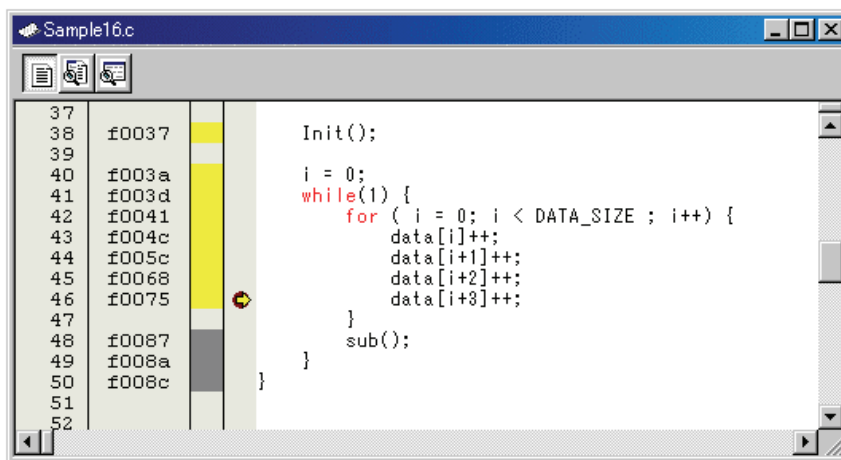 Sample16.c
37
38 f0037 Init();
39
40 f003a i = 0;
41 f003d while(1) {
42 f0041 for ( i = 0; i < DATA_SIZE ; i++) {
43 f004c data[i]++;
44 f005c data[i+1]++;
45 f0068 data[i+2]++;
46 f0075 data[i+3]++;
47 }
48 f0087 sub();
49 f008a }
50 f008c }
51
52